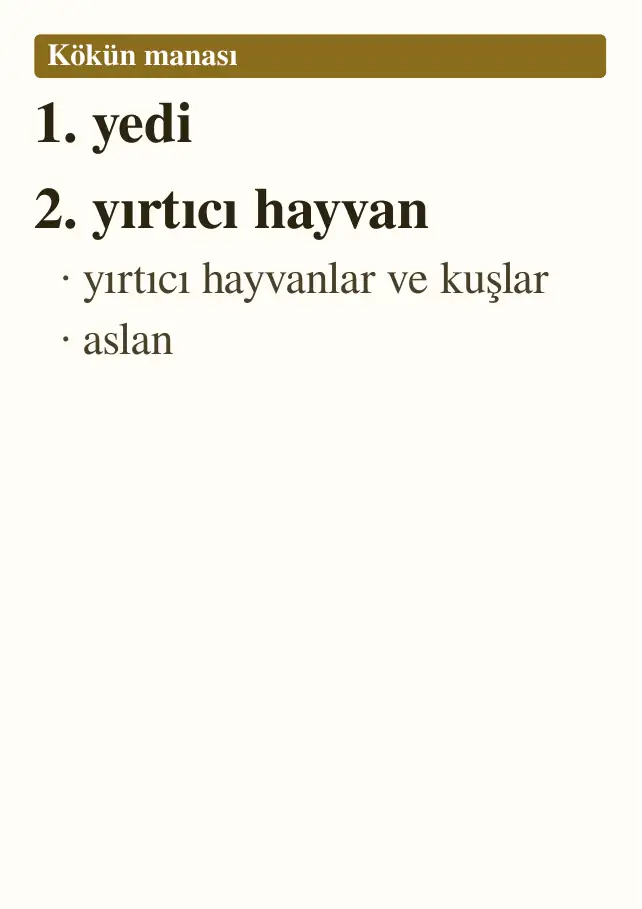 Kökün manası
1. yedi
2. yırtıcı hayvan
· yırtıcı hayvanlar ve kuşlar
· aslan